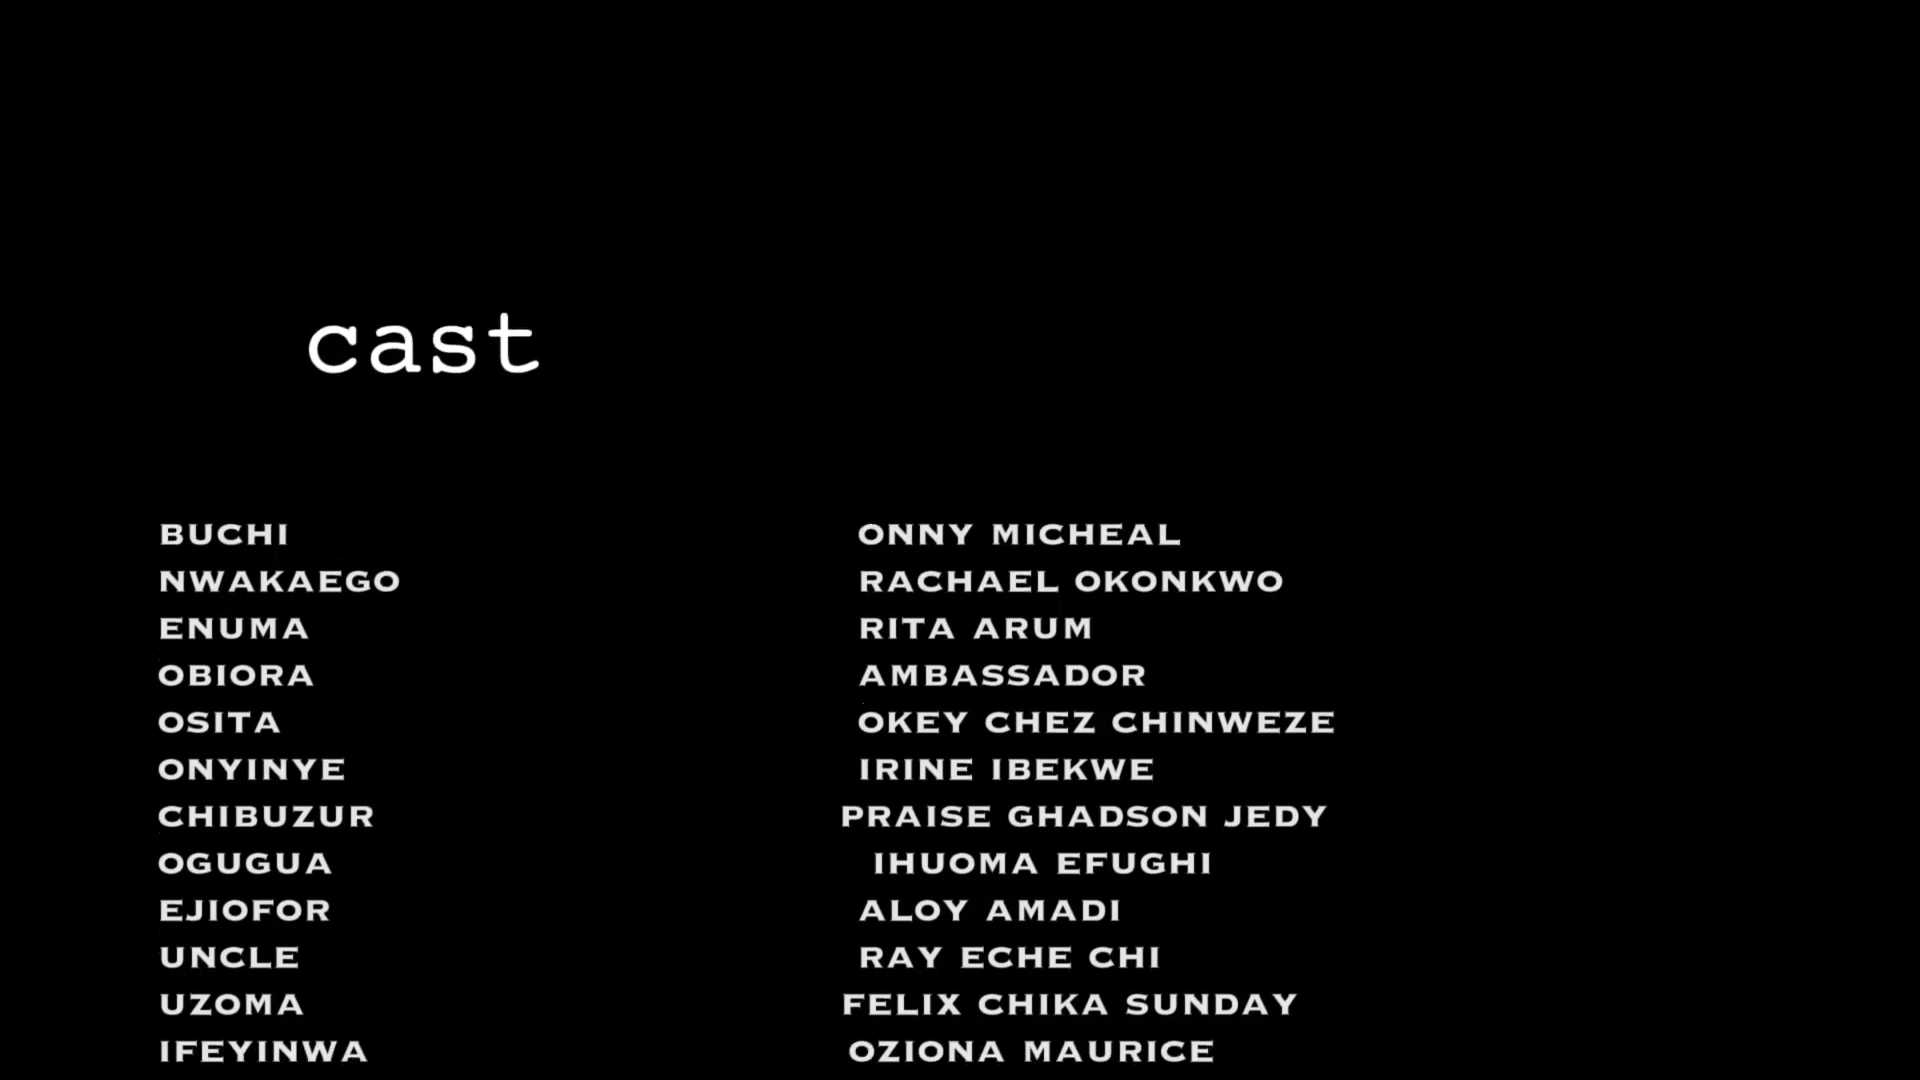 cast
BUCHI ONNY MICHEAL
NWAKAEGO RACHAEL OKONKWO
ENUMA RITA ARUM
OBIORA AMBASSADOR
OSITA OKEY CHEZ CHINWEZE
ONYINYE IRINE IBEKWE
CHIBUZUR PRAISE GHADSON JEDY
OGUGUA IHUOMA EFUGHI
EJIOFOR ALOY AMADI
UNCLE RAY ECHE CHI
UZOMA FELIX CHIKA SUNDAY
IFEYINWA OZIONA MAURICE